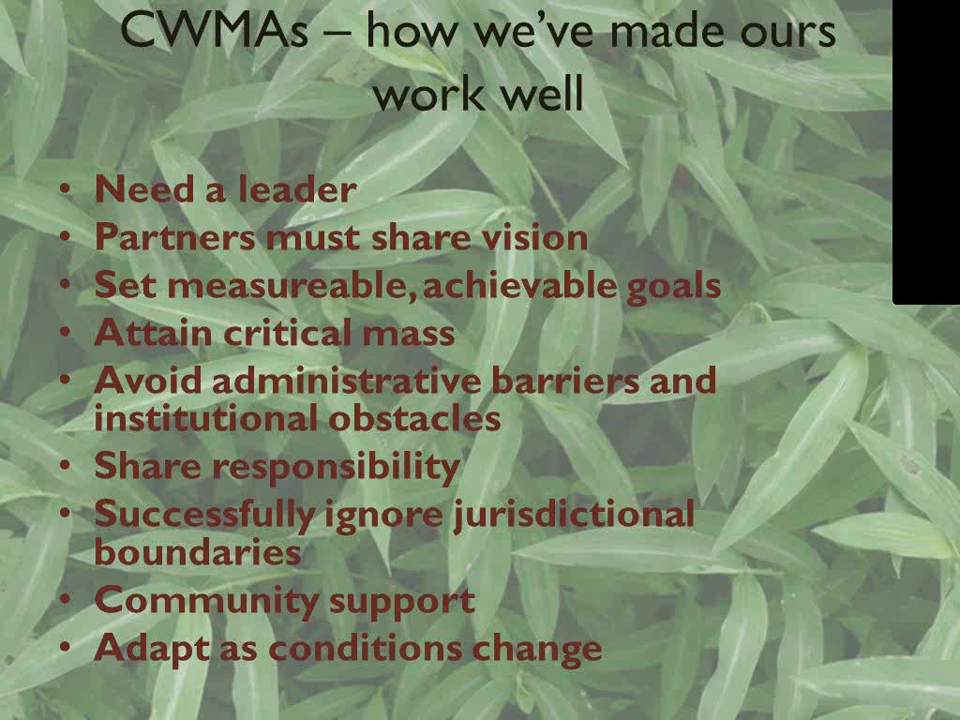 CWMAs – how we’ve made ours
work well
• Need a leader
• Partners must share vision
• Set measureable, achievable goals
• Attain critical mass
• Avoid administrative barriers and
institutional obstacles
• Share responsibility
• Successfully ignore jurisdictional
boundaries
• Community support
• Adapt as conditions change